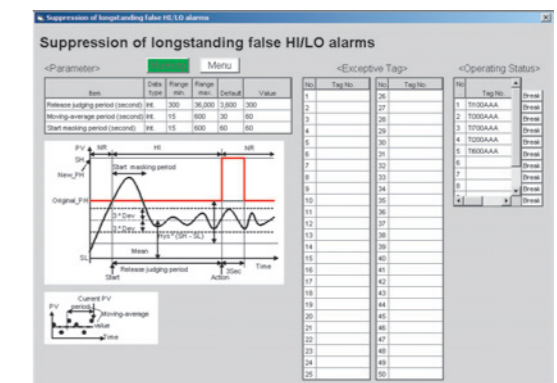 Suppression of longstanding false HI/LO alarms
Suppression of longstanding false HI/LO alarms
<Parameter>
Menu
<Exceptive Tag>
<Operating Status>
Item Data type Range min. Range max. Default Value
Release judging period (second) Int. 300 36,000 3,600 300
Moving-average period (second) Int. 15 600 30 60
Start masking period (second) Int. 15 600 60 60
PV NR HI NR
SH
Start masking period
New_PH
Original_PH
3 * Dev
3 * Dev
Hys * (SH - SL)
Mean
SL
Release judging period 3Sec Time
Start Action
Current PV
PV period
Moving-average
value
Time
No Tag No. No Tag No.
1 26
2 27
3 28
4 29
5 30
6 31
7 32
8 33
9 34
10 35
11 36
12 37
13 38
14 39
15 40
16 41
17 42
18 43
19 44
20 45
21 46
22 47
23 48
24 49
25 50
No Tag No.
Break
1 TI100AAA Break
2 TI000AAA Break
3 TI700AAA Break
4 TI200AAA Break
5 TI600AAA Break
6 Break
7 Break
8 Break
Break